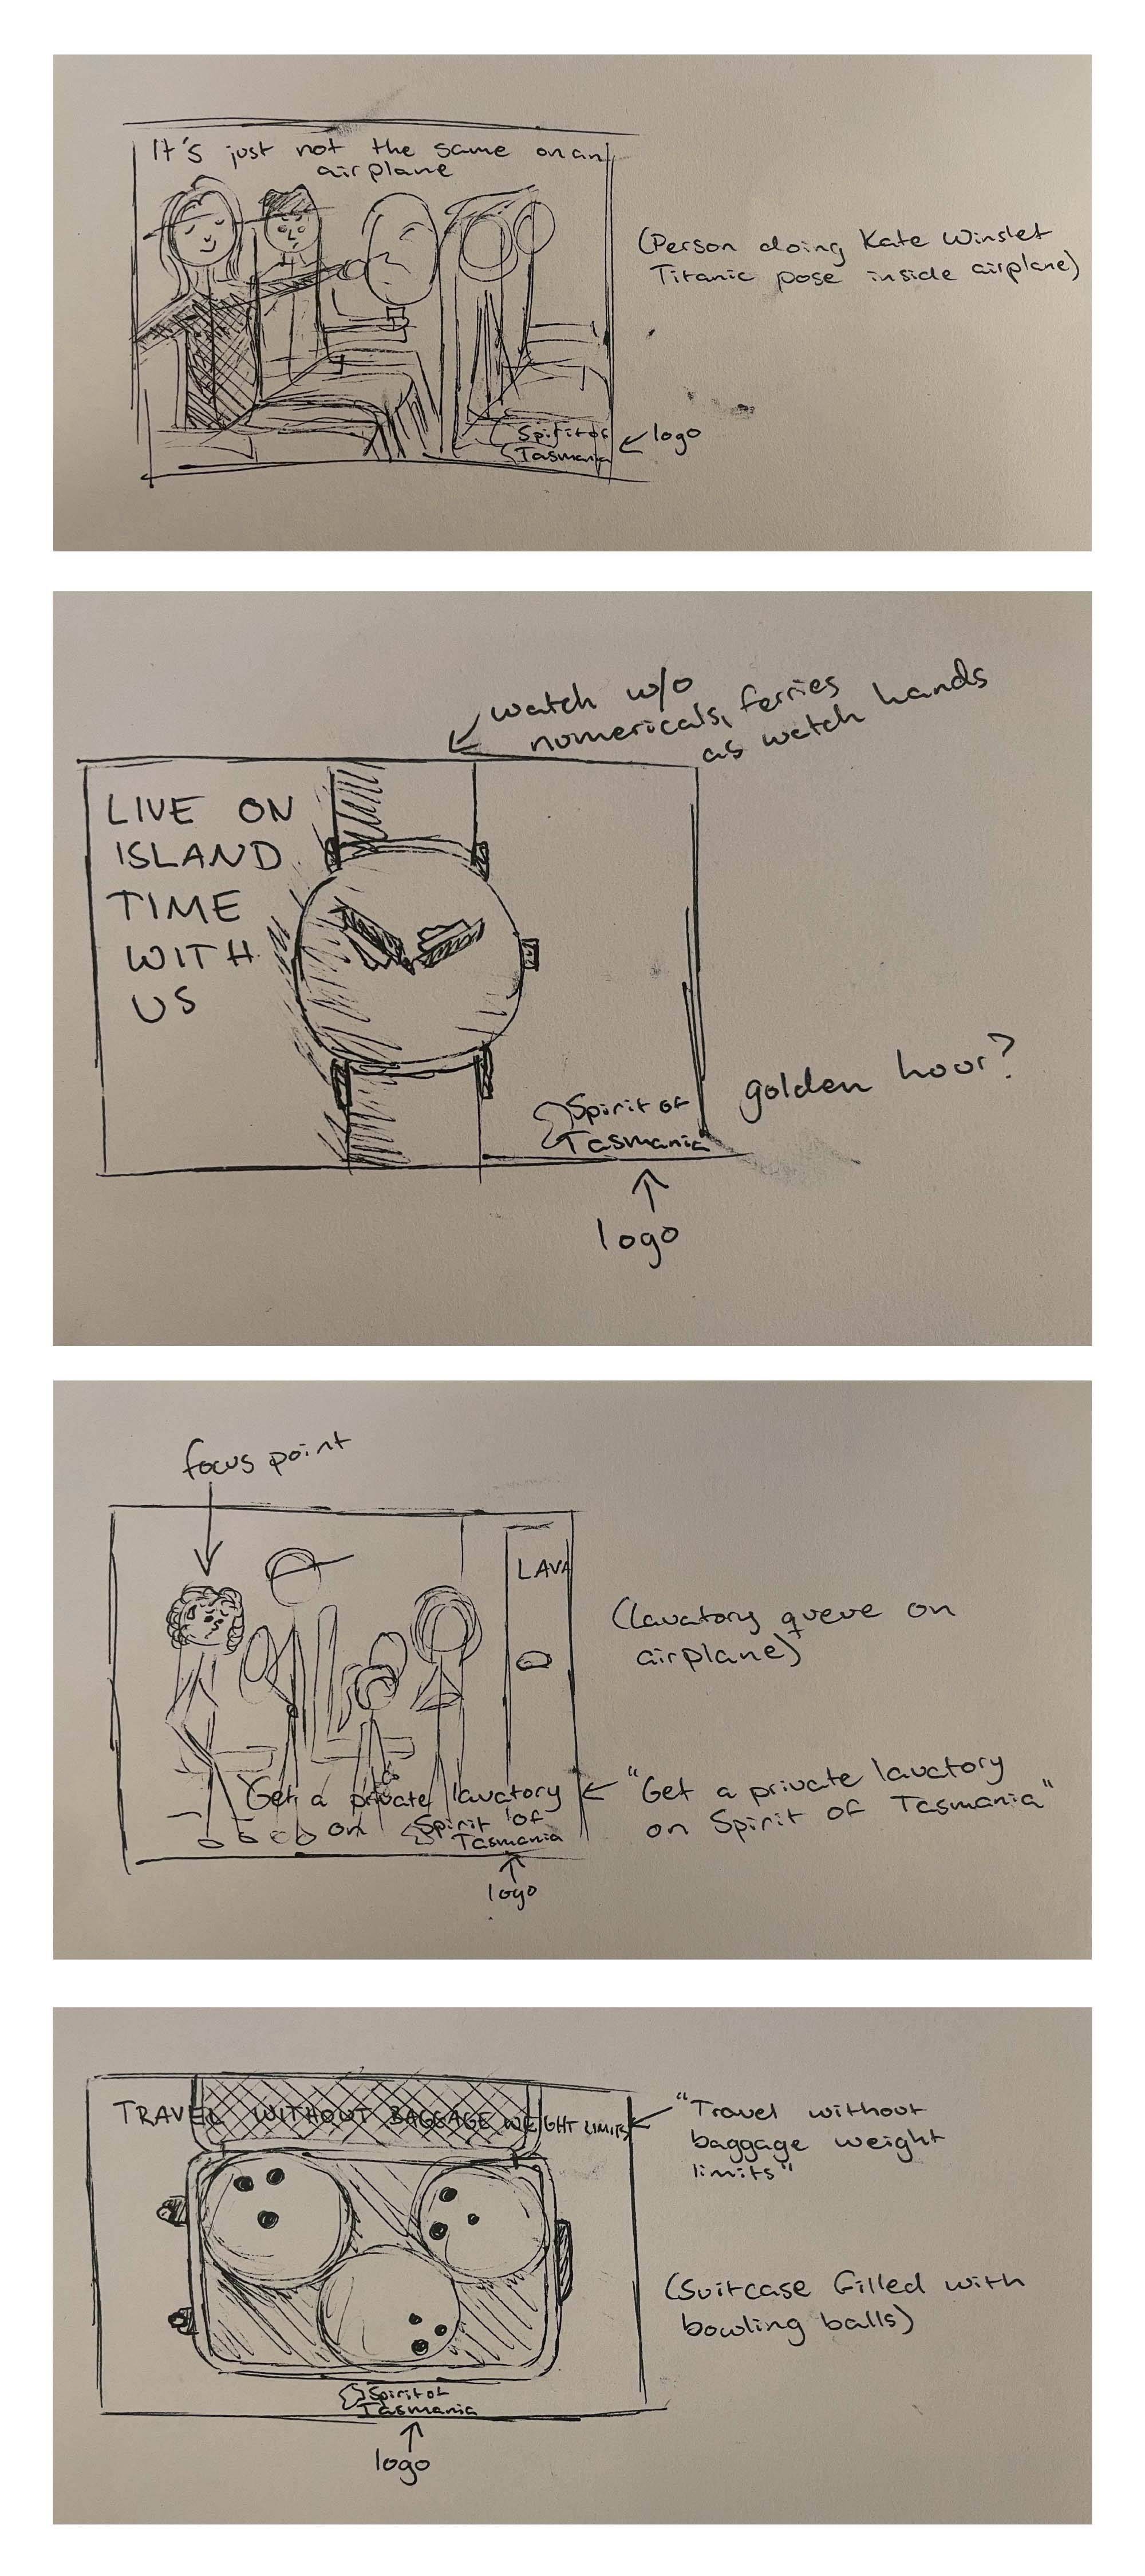 It's just not the same on an
airplane
(Person doing Kate Winslet
Titanic pose inside airplane)
Spirit of
Tasmania
logo
watch w/o
numericals, ferries
as watch hands
LIVE ON
ISLAND
TIME
WITH
US
golden hour?
Spirit of
Tasmania
logo
focus point
LAVA
(lavatory queue on
airplane)
Get a private lavatory
on Spirit of
Tasmania
"Get a private lavatory
on Spirit of Tasmania"
logo
TRAVEL WITHOUT BAGGAGE WEIGHT LIMITS
"Travel without
baggage weight
limits"
(Suitcase filled with
bowling balls)
Spirit of
Tasmania
logo